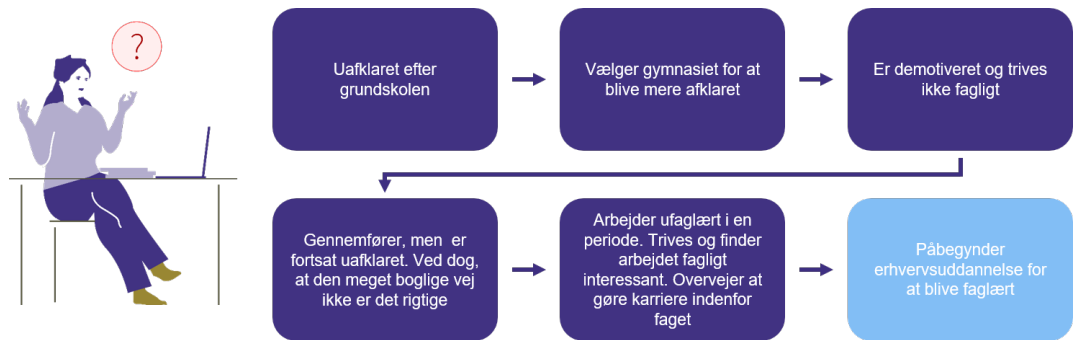 ?
Uafklaret efter
grundskolen
Vælger gymnasiet for at
blive mere afklaret
Er demotiveret og trives
ikke fagligt
Gennemfører, men er
fortsat uafklaret. Ved dog,
at den meget boglige vej
ikke er det rigtige
Arbejder ufaglært i en
periode. Trives og finder
arbejdet fagligt
interessant. Overvejer at
gøre karriere indenfor
faget
Påbegynder
erhvervsuddannelse for
at blive faglært